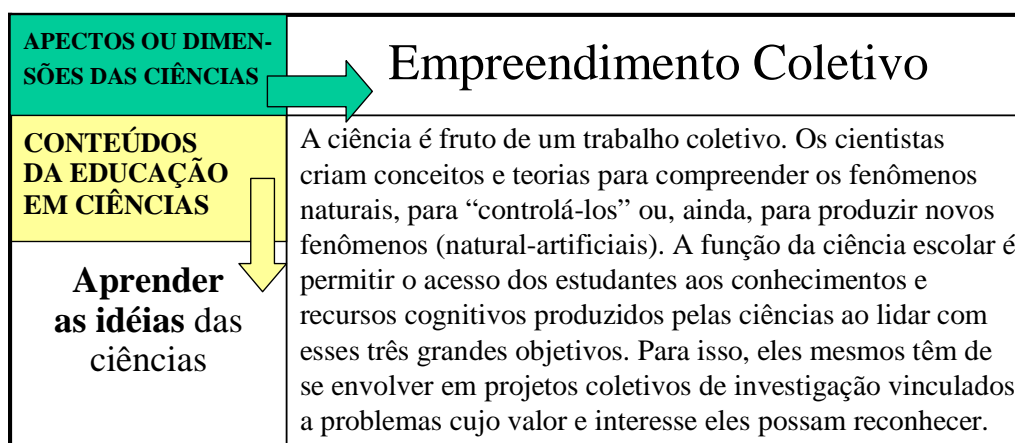 APECTOS OU DIMEN-
SÕES DAS CIÊNCIAS
Empreendimento Coletivo
CONTEÚDOS
DA EDUCAÇÃO
EM CIÊNCIAS
Aprender
as idéias das
ciências
A ciência é fruto de um trabalho coletivo. Os cientistas
criam conceitos e teorias para compreender os fenômenos
naturais, para “controlá-los” ou, ainda, para produzir novos
fenômenos (natural-artificiais). A função da ciência escolar é
permitir o acesso dos estudantes aos conhecimentos e
recursos cognitivos produzidos pelas ciências ao lidar com
esses três grandes objetivos. Para isso, eles mesmos têm de
se envolver em projetos coletivos de investigação vinculados
a problemas cujo valor e interesse eles possam reconhecer.